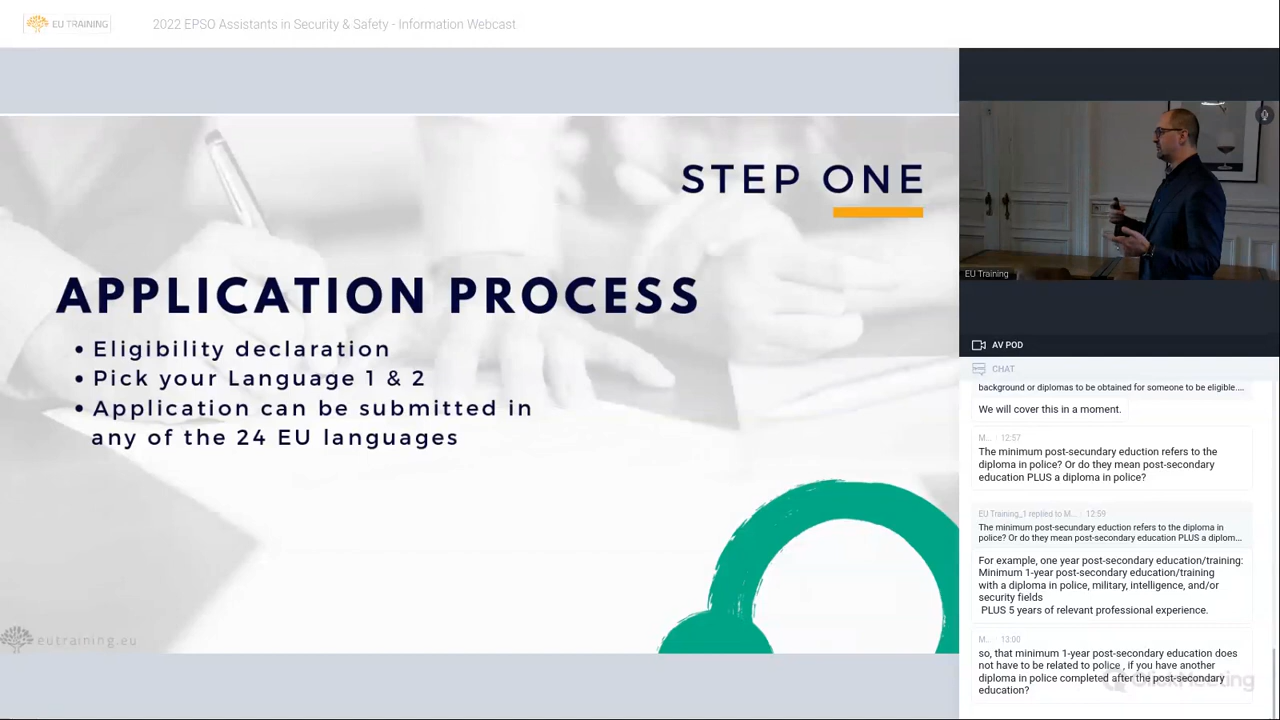 EU TRAINING
2022 EPSO Assistants in Security & Safety - Information Webcast
STEP ONE
APPLICATION PROCESS
• Eligibility declaration
• Pick your Language 1 & 2
• Application can be submitted in
any of the 24 EU languages
eutraining.eu
EU Training
AV POD
CHAT
background or diplomas to be obtained for someone to be eligible....
We will cover this in a moment.
M... 12:57
The minimum post-secundary eduction refers to the
diploma in police? Or do they mean post-secondary
education PLUS a diploma in police?
EU Training_1 replied to M... 12:59
The minimum post-secundary eduction refers to the diploma in
police? Or do they mean post-secondary education PLUS a diplom...
For example, one year post-secondary education/training:
Minimum 1-year post-secondary education/training
with a diploma in police, military, intelligence, and/or
security fields
PLUS 5 years of relevant professional experience.
M... 13:00
so, that minimum 1-year post-secondary education does
not have to be related to police , if you have another
diploma in police completed after the post-secondary
education?
ClickMeeting